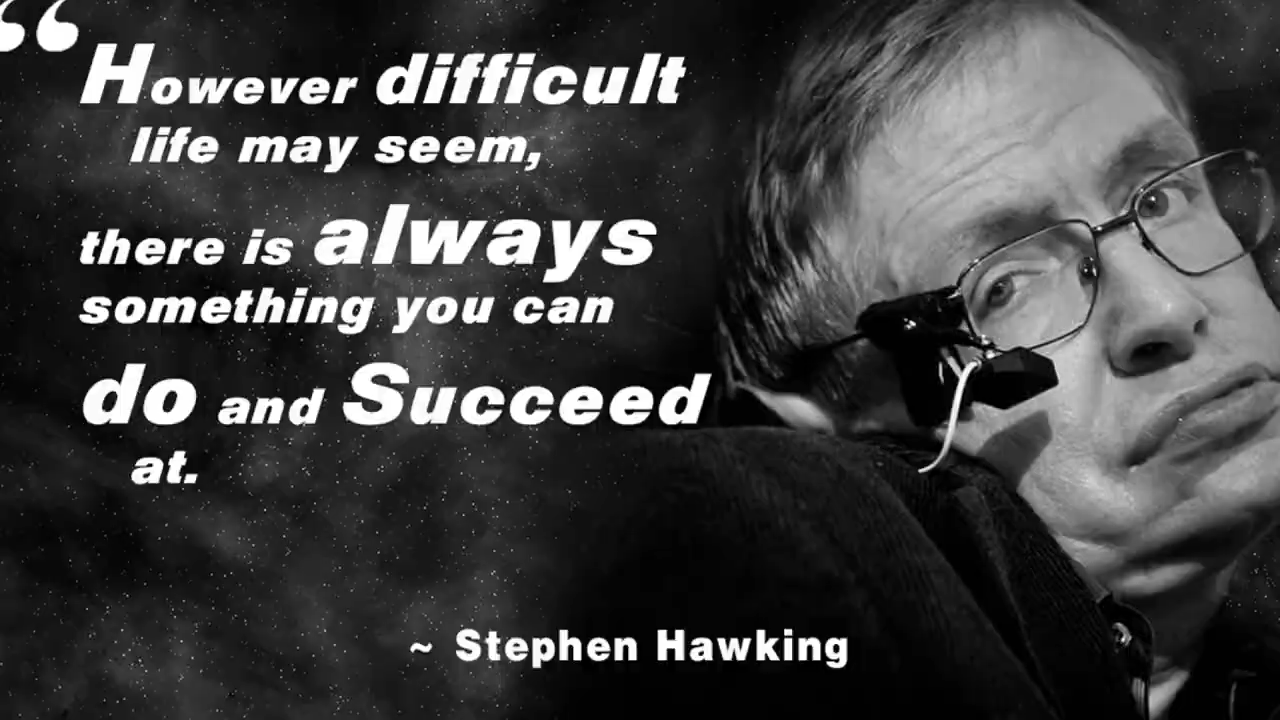 “However difficult
life may seem,
there is always
something you can
do and Succeed
at.
~ Stephen Hawking